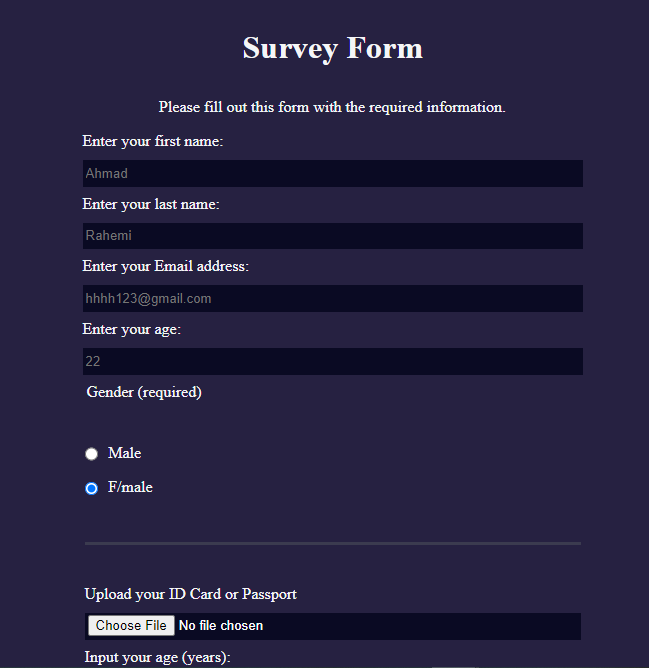 Survey Form
Please fill out this form with the required information.
Enter your first name:
Ahmad
Enter your last name:
Rahemi
Enter your Email address:
hhhh123@gmail.com
Enter your age:
22
Gender (required)
Male
F/male
Upload your ID Card or Passport
Choose File No file chosen
Input your age (years):